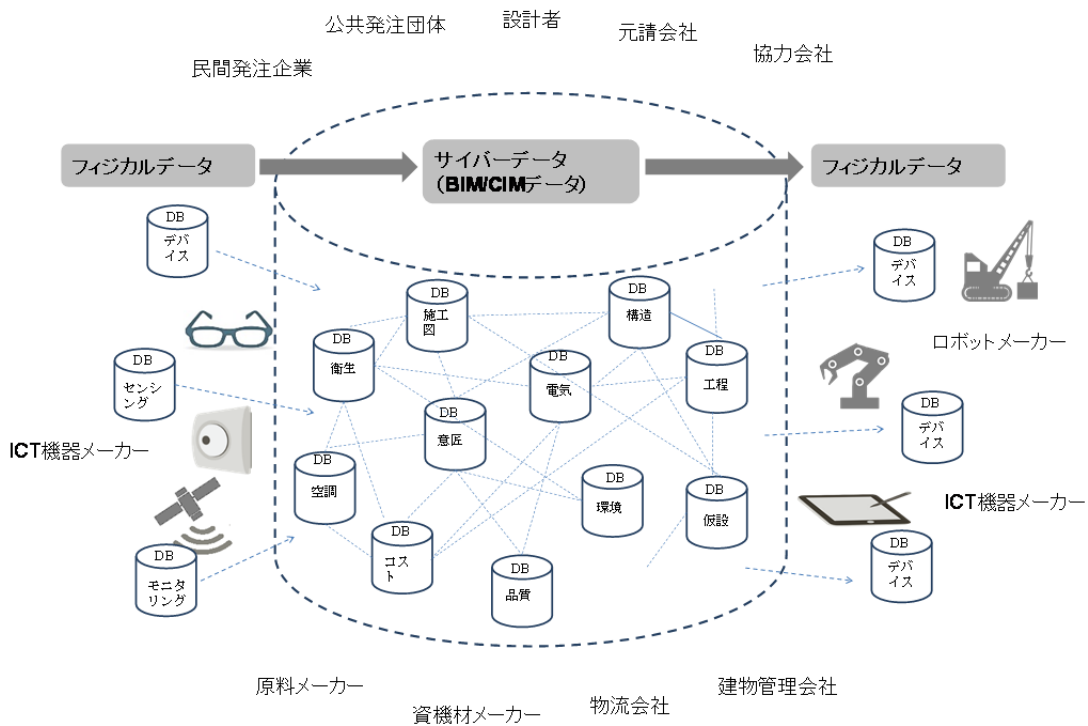 公共発注団体
設計者
元請会社
協力会社
民間発注企業
フィジカルデータ
サイバーデータ
（BIM/CIMデータ）
フィジカルデータ
DB
デバ
イス
DB
デバ
イス
DB
施工
図
DB
構造
DB
衛生
DB
電気
DB
工程
ロボットメーカー
DB
センシ
ング
DB
意匠
DB
デバ
イス
ICT機器メーカー
DB
空調
DB
環境
DB
仮設
ICT機器メーカー
DB
モニタ
リング
DB
コス
ト
DB
品質
DB
デバ
イス
原料メーカー
資機材メーカー
物流会社
建物管理会社